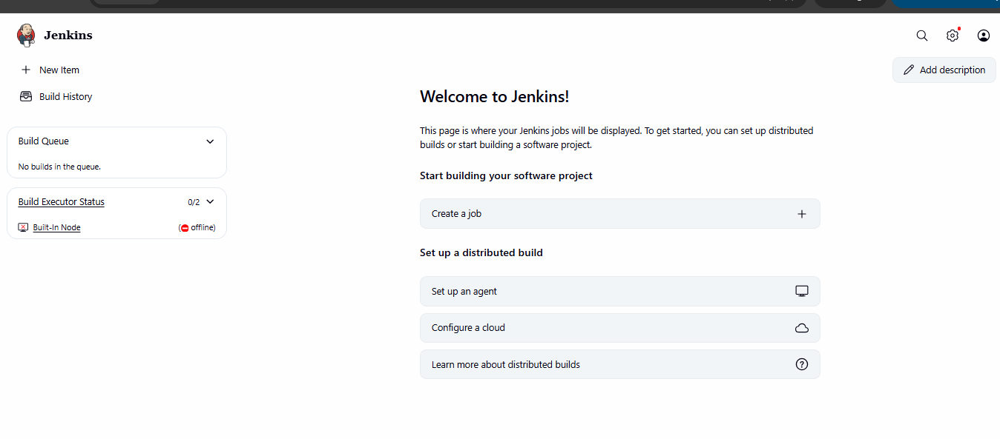 Jenkins
New Item
Build History
Add description
Build Queue
No builds in the queue.
Build Executor Status 0/2
Built-In Node (offline)
Welcome to Jenkins!
This page is where your Jenkins jobs will be displayed. To get started, you can set up distributed
builds or start building a software project.
Start building your software project
Create a job
Set up a distributed build
Set up an agent
Configure a cloud
Learn more about distributed builds